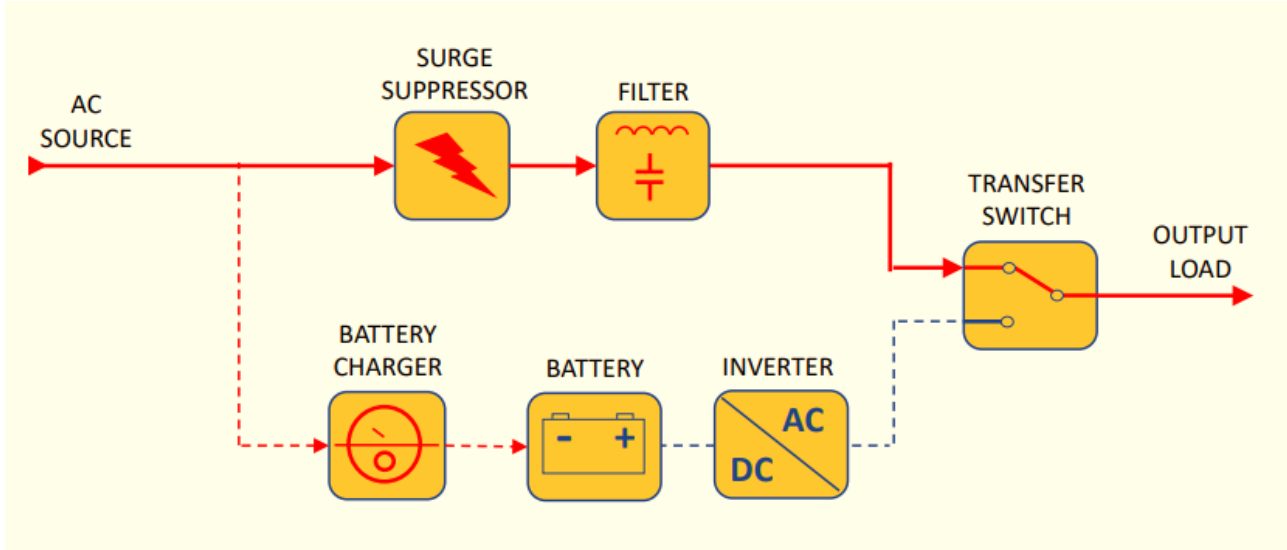 AC
SOURCE
SURGE
SUPPRESSOR
FILTER
TRANSFER
SWITCH
OUTPUT
LOAD
BATTERY
CHARGER
BATTERY
- +
INVERTER
AC
DC